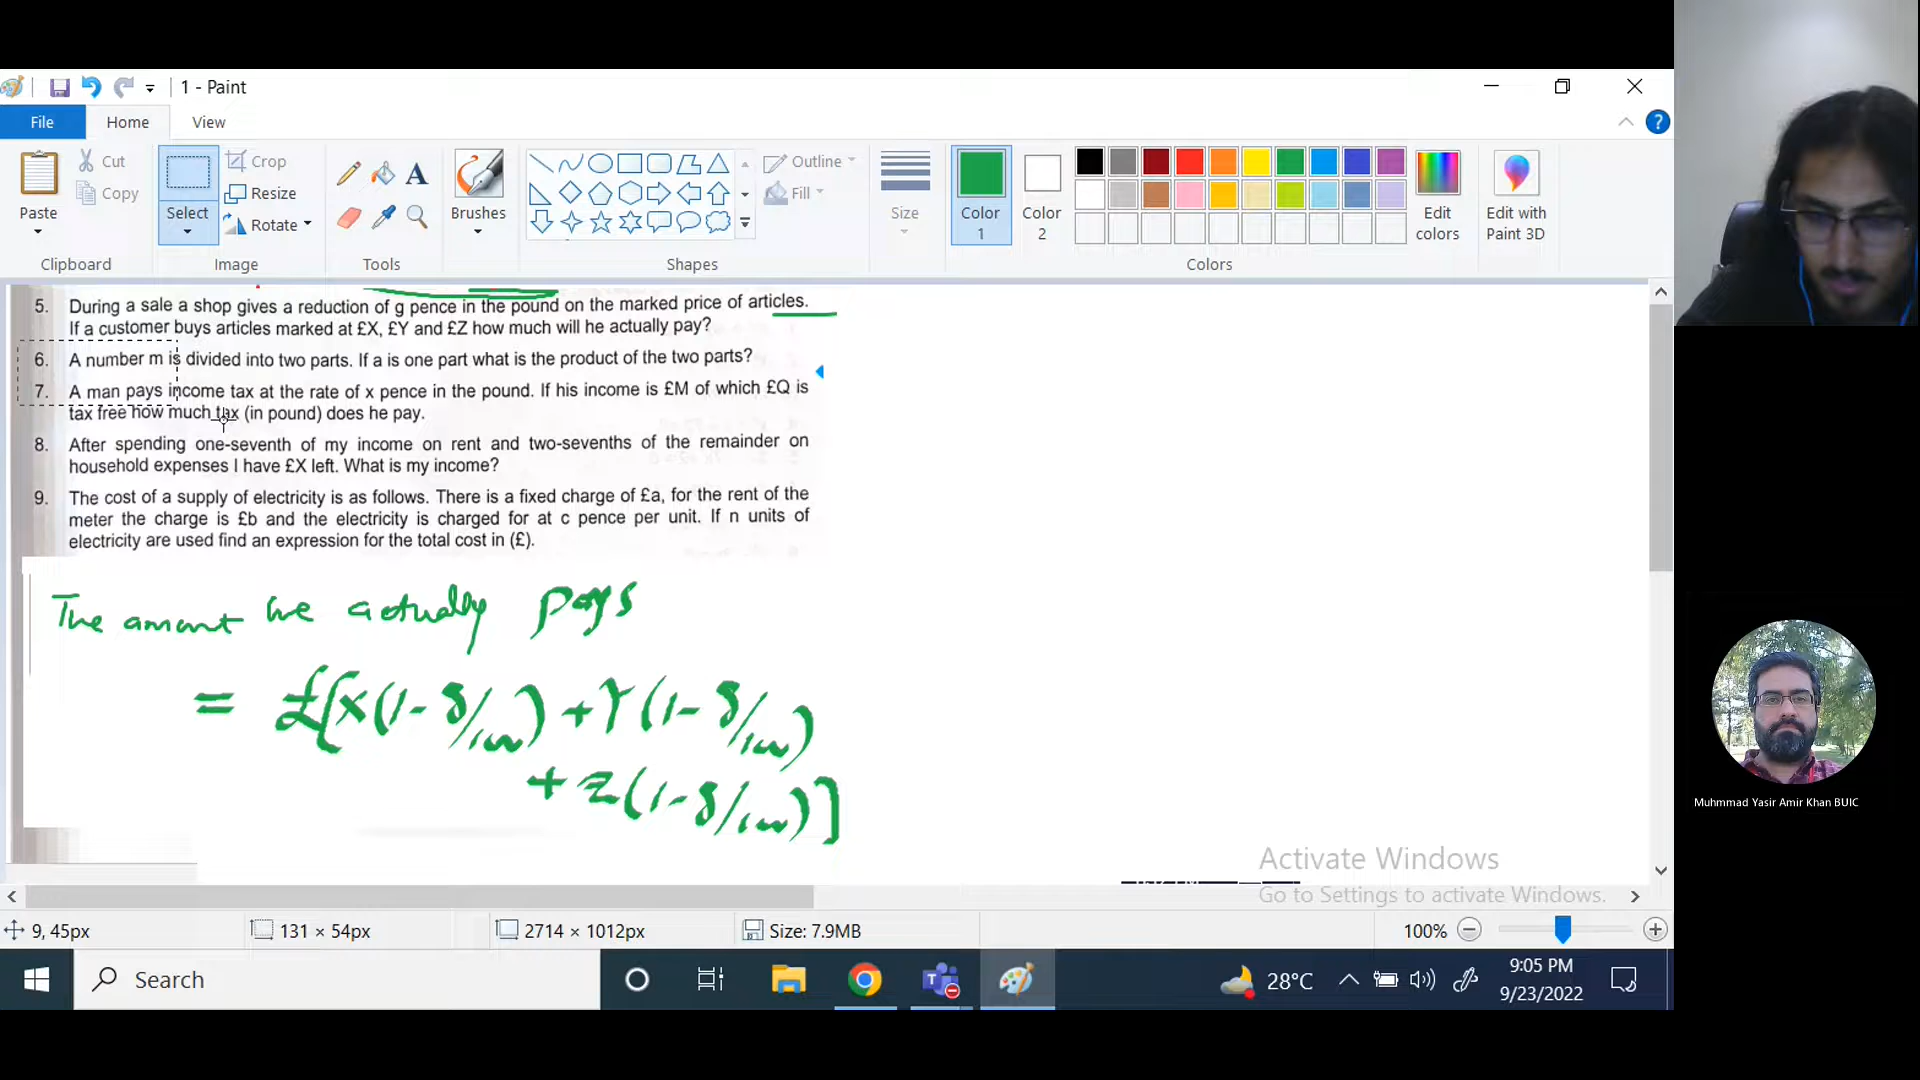 1 - Paint
File Home View
Paste
Cut
Copy
Clipboard
Select
Crop
Resize
Rotate
Image
Tools
Brushes
Shapes
Outline
Fill
Size
Color 1
Color 2
Edit colors
Edit with Paint 3D
Colors
5. During a sale a shop gives a reduction of g pence in the pound on the marked price of articles.
If a customer buys articles marked at £X, £Y and £Z how much will he actually pay?
6. A number m is divided into two parts. If a is one part what is the product of the two parts?
7. A man pays income tax at the rate of x pence in the pound. If his income is £M of which £Q is
tax free how much tax (in pound) does he pay.
8. After spending one-seventh of my income on rent and two-sevenths of the remainder on
household expenses I have £X left. What is my income?
9. The cost of a supply of electricity is as follows. There is a fixed charge of £a, for the rent of the
meter the charge is £b and the electricity is charged for at c pence per unit. If n units of
electricity are used find an expression for the total cost in (£).
The amount he actually pays
= £[X(1-g/100)+Y(1-g/100)
+Z(1-g/100)]
Activate Windows
Go to Settings to activate Windows.
9, 45px 131 × 54px 2714 × 1012px Size: 7.9MB 100%
Search
28°C
9:05 PM
9/23/2022
Muhmmad Yasir Amir Khan BUIC